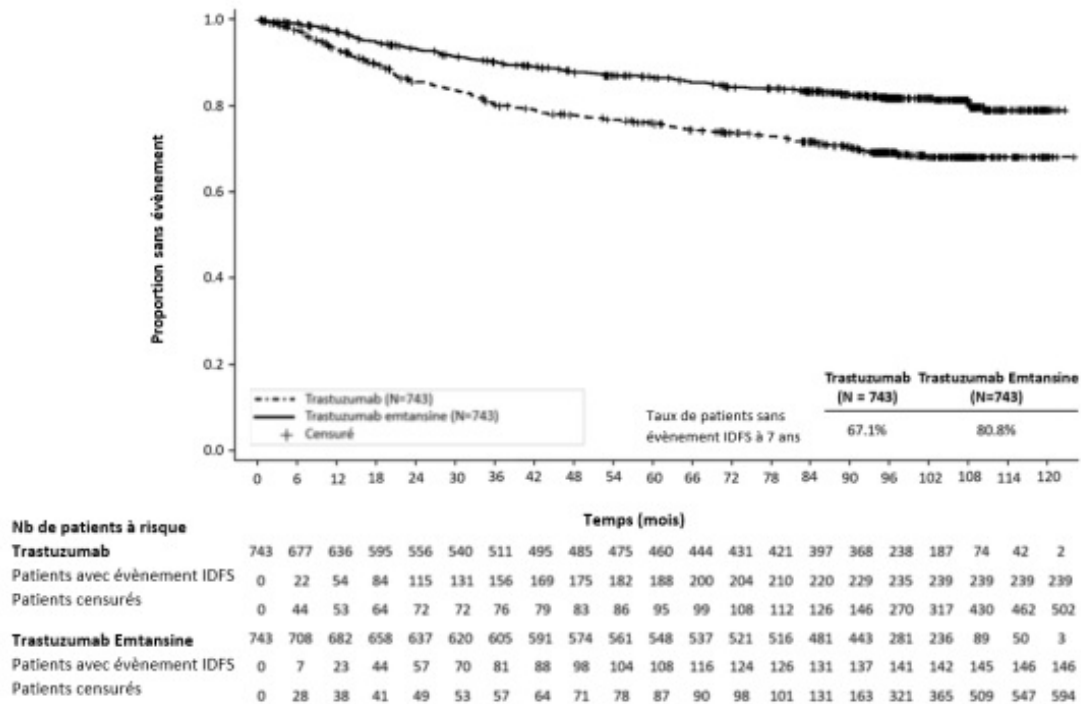 1.0
0.8
0.6
0.4
0.2
0.0
Proportion sans évènement
Trastuzumab (N=743)
Trastuzumab emtansine (N=743)
Censuré
Trastuzumab Trastuzumab Emtansine
(N = 743) (N=743)
Taux de patients sans
évènement IDFS à 7 ans
67.1% 80.8%
0 6 12 18 24 30 36 42 48 54 60 66 72 78 84 90 96 102 108 114 120
Temps (mois)
Nb de patients à risque
Trastuzumab 743 677 636 595 556 540 511 495 485 475 460 444 431 421 397 368 238 187 74 42 2
Patients avec évènement IDFS 0 22 54 84 115 131 156 169 175 182 188 200 204 210 220 229 235 239 239 239 239
Patients censurés 0 44 53 64 72 72 76 79 83 86 95 99 108 112 126 146 270 317 430 462 502
Trastuzumab Emtansine 743 708 682 658 637 620 605 591 574 561 548 537 521 516 481 443 281 236 89 50 3
Patients avec évènement IDFS 0 7 23 44 57 70 81 88 98 104 108 116 124 126 131 137 141 142 145 146 146
Patients censurés 0 28 38 41 49 53 57 64 71 78 87 90 98 101 131 163 321 365 509 547 594